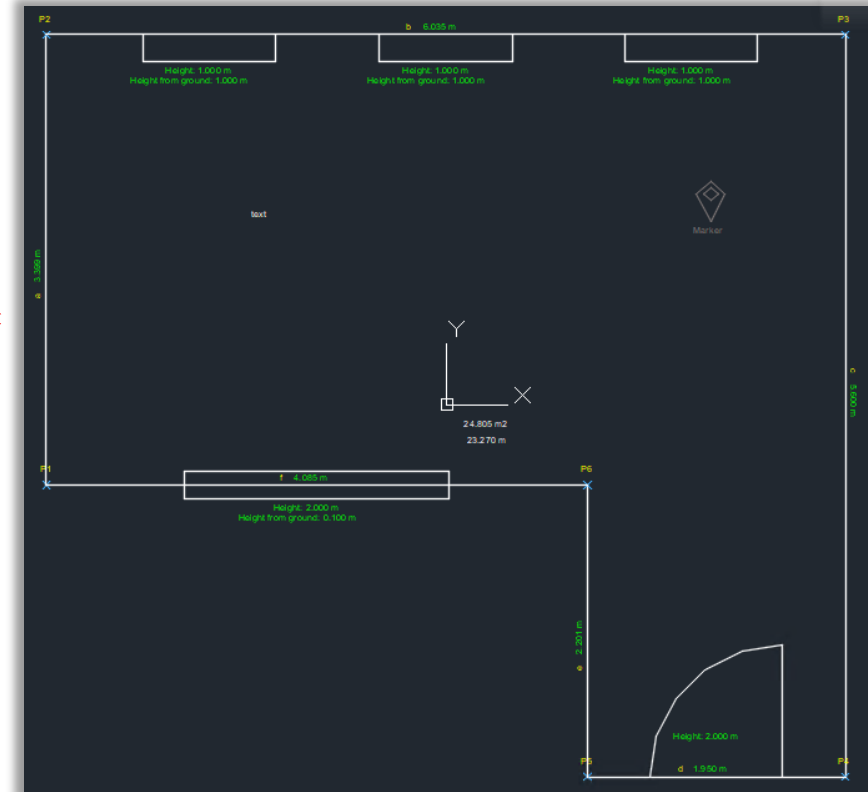 P2
b 6.035 m
P3
Height: 1.000 m
Height from ground: 1.000 m
Height: 1.000 m
Height from ground: 1.000 m
Height: 1.000 m
Height from ground: 1.000 m
text
Marker
a 3.399 m
Y
X
c 5.600 m
24.805 m2
23.270 m
P1
f 4.085 m
P6
Height: 2.000 m
Height from ground: 0.100 m
e 2.201 m
Height: 2.000 m
P5
d 1.950 m
P4